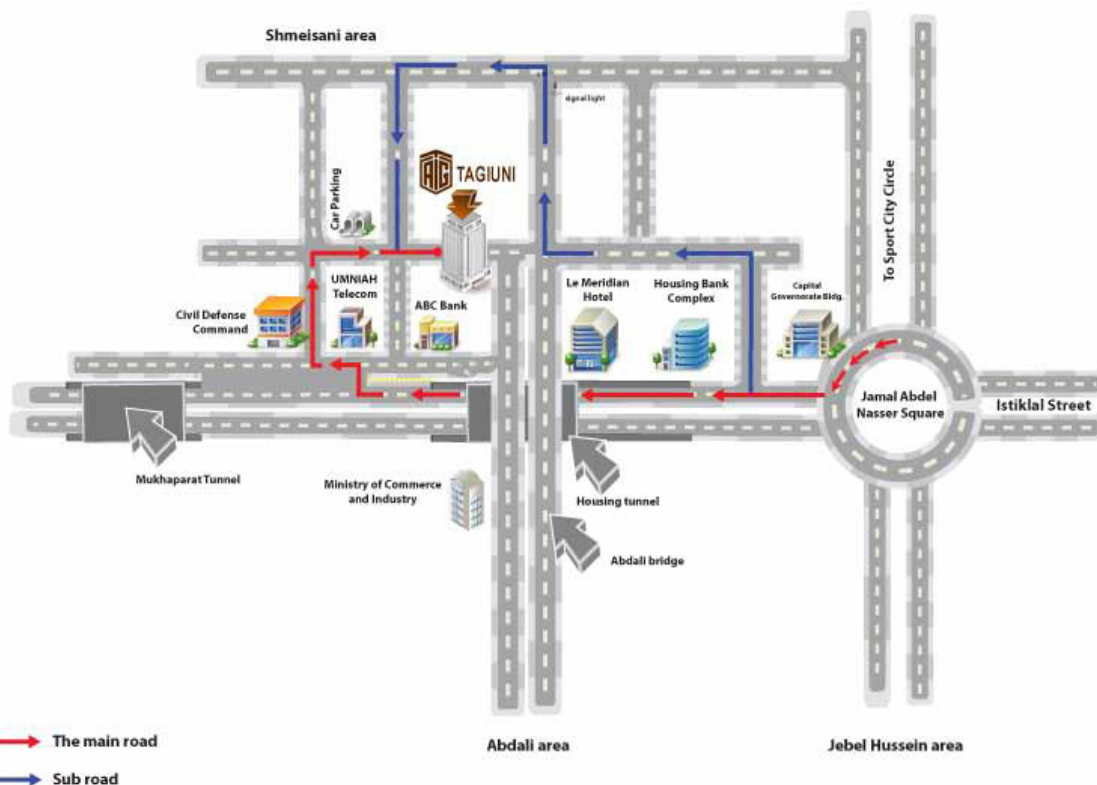 Shmeisani area
signal light
To Sport City Circle
Car Parking
AIG TAGIUNI
UMNIAH
Telecom
ABC Bank
Civil Defense
Command
Le Meridian
Hotel
Housing Bank
Complex
Capital
Governorate Bldg.
Jamal Abdel
Nasser Square
Istiklal Street
Mukhaparat Tunnel
Ministry of Commerce
and Industry
Housing tunnel
Abdali bridge
The main road
Sub road
Abdali area
Jebel Hussein area